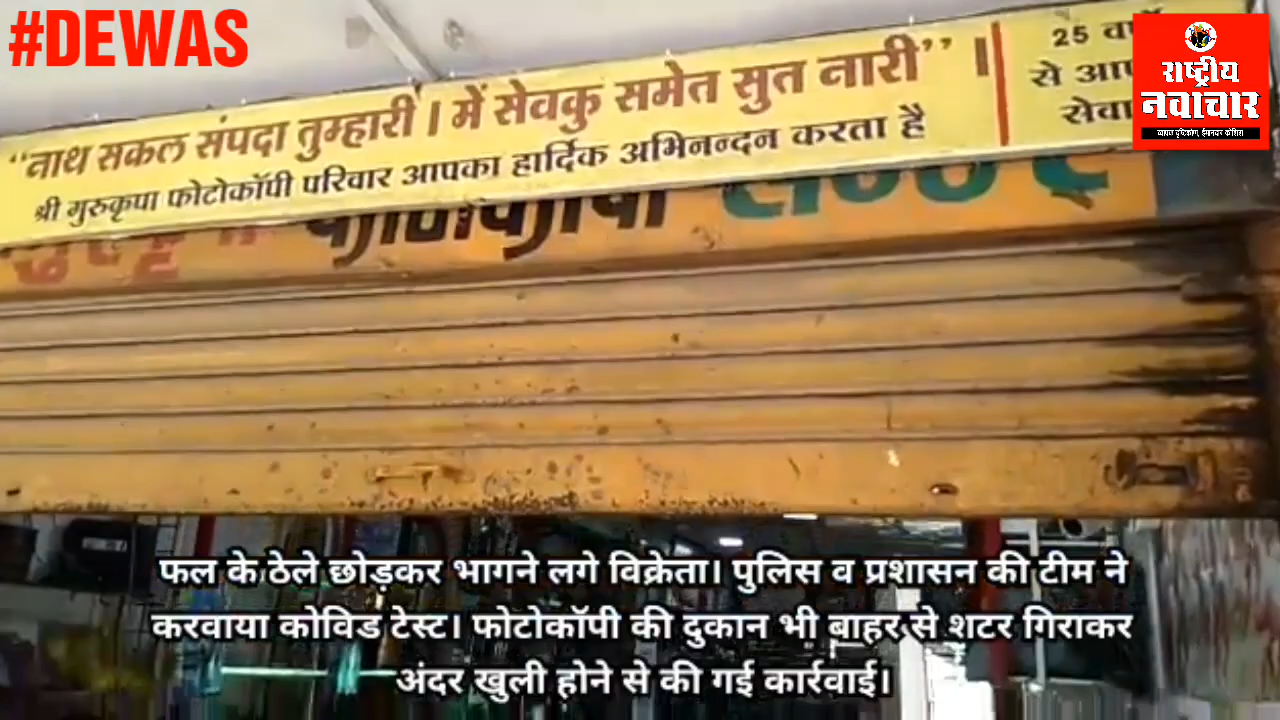 #DEWAS
“नाथ सकल संपदा तुम्हारी । में सेवकु समेत सुत नारी” ।
श्री गुरुकृपा फोटोकॉपी परिवार आपका हार्दिक अभिनन्दन करता है
25
से
सेवा
राष्ट्रीय
नवाचार
फल के ठेले छोड़कर भागने लगे विक्रेता। पुलिस व प्रशासन की टीम ने
करवाया कोविड टेस्ट। फोटोकॉपी की दुकान भी बाहर से शटर गिराकर
अंदर खुली होने से की गई कार्रवाई।